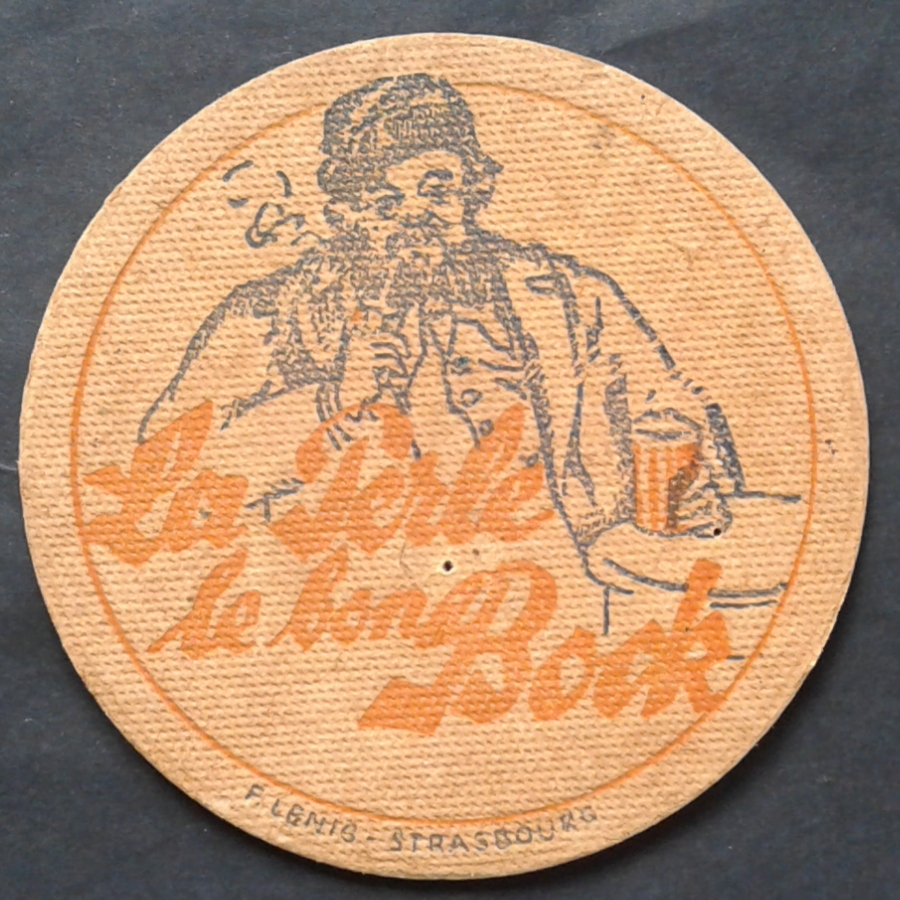 La Perle
le bon Bock
F. LENIG - STRASBOURG